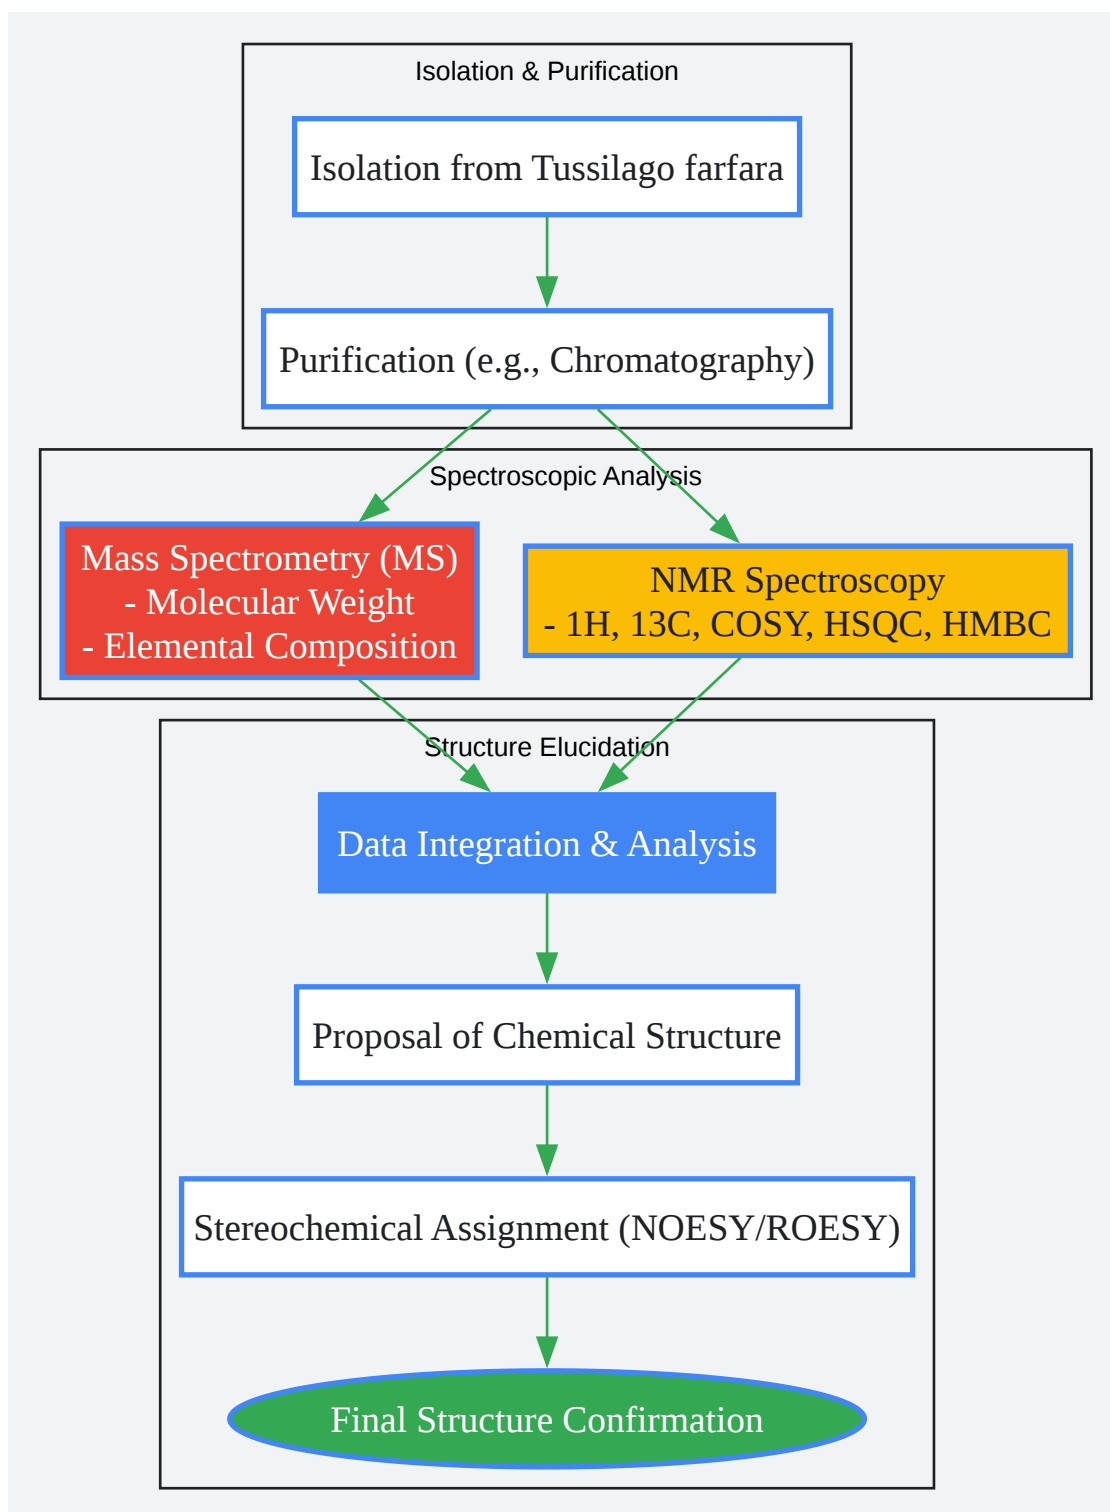 Isolation & Purification
Isolation from Tussilago farfara
Purification (e.g., Chromatography)
Spectroscopic Analysis
Mass Spectrometry (MS)
- Molecular Weight
- Elemental Composition
NMR Spectroscopy
- 1H, 13C, COSY, HSQC, HMBC
Structure Elucidation
Data Integration & Analysis
Proposal of Chemical Structure
Stereochemical Assignment (NOESY/ROESY)
Final Structure Confirmation